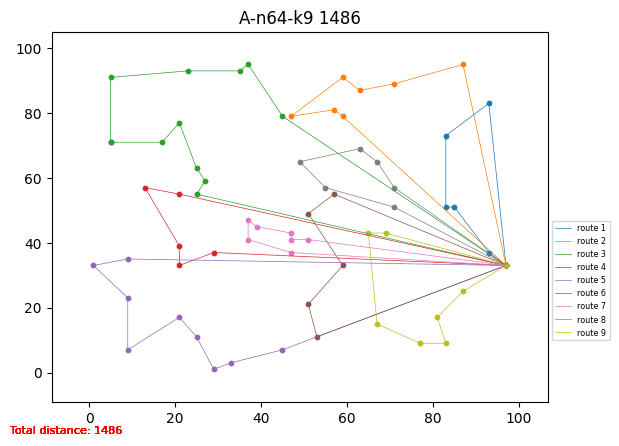 A-n64-k9 1486
100
80
60
40
20
0
0 20 40 60 80 100
route 1
route 2
route 3
route 4
route 5
route 6
route 7
route 8
route 9
Total distance: 1486